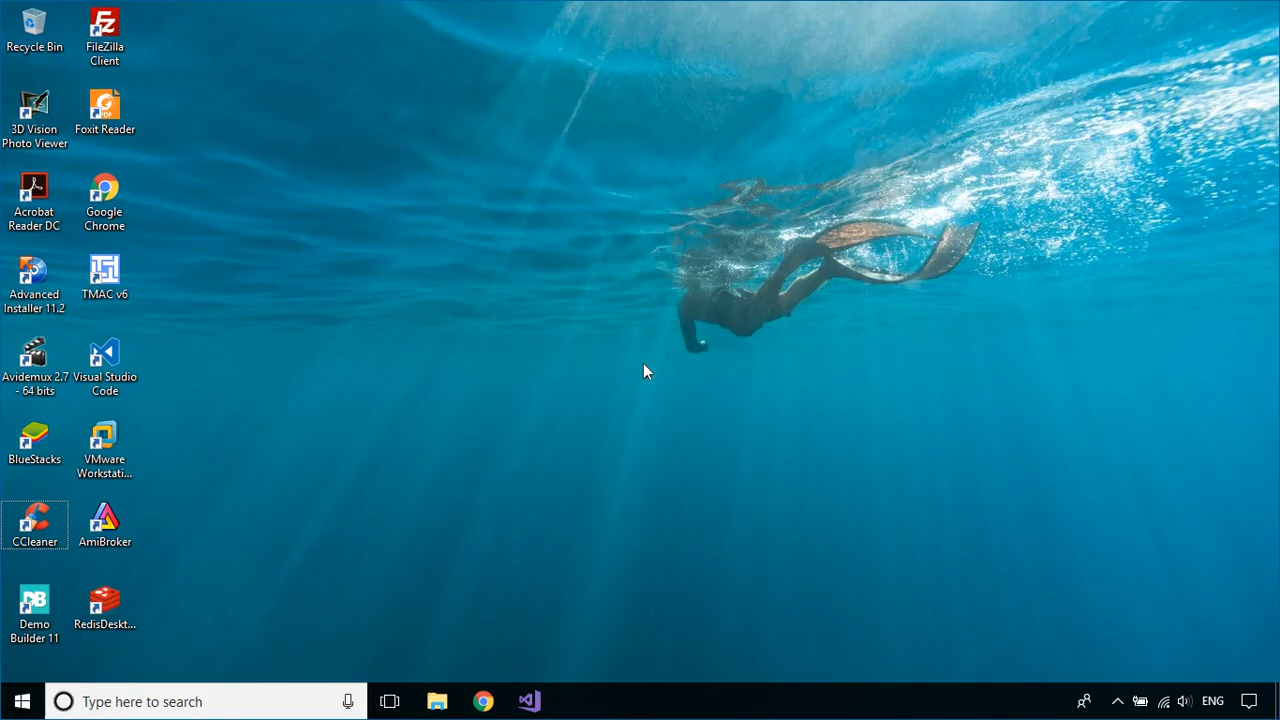 Recycle Bin
FileZilla
Client
3D Vision
Photo Viewer
Foxit Reader
PDF
Acrobat
Reader DC
Google
Chrome
Advanced
Installer 11.2
TMAC v6
Avidemux 2.7
- 64 bits
Visual Studio
Code
BlueStacks
VMware
Workstati...
CCleaner
AmiBroker
DB
Demo
Builder 11
RedisDeskt...
Type here to search
ENG